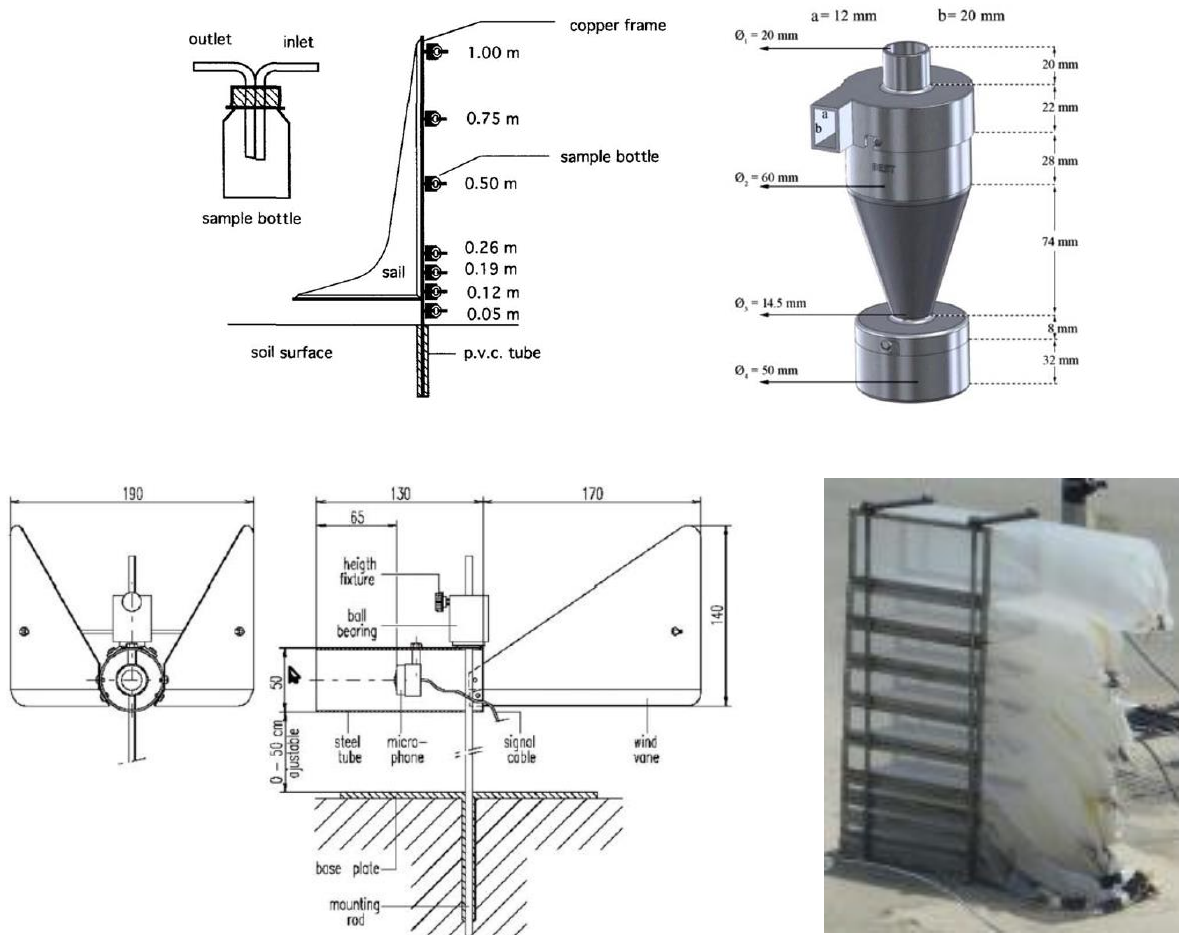 outlet
inlet
sample bottle
copper frame
1.00 m
0.75 m
sample bottle
0.50 m
0.26 m
0.19 m
0.12 m
0.05 m
sail
soil surface
p.v.c. tube
a = 12 mm
b = 20 mm
Ø₁ = 20 mm
20 mm
22 mm
a
b
28 mm
BEST
Ø₂ = 60 mm
74 mm
Ø₃ = 14.5 mm
8 mm
32 mm
Ø₄ = 50 mm
190
130
170
65
heigth
fixture
ball
bearing
140
50
steel
tube
micro-
phone
signal
cable
wind
vane
0 – 50 cm
ajustable
base plate
mounting
rod